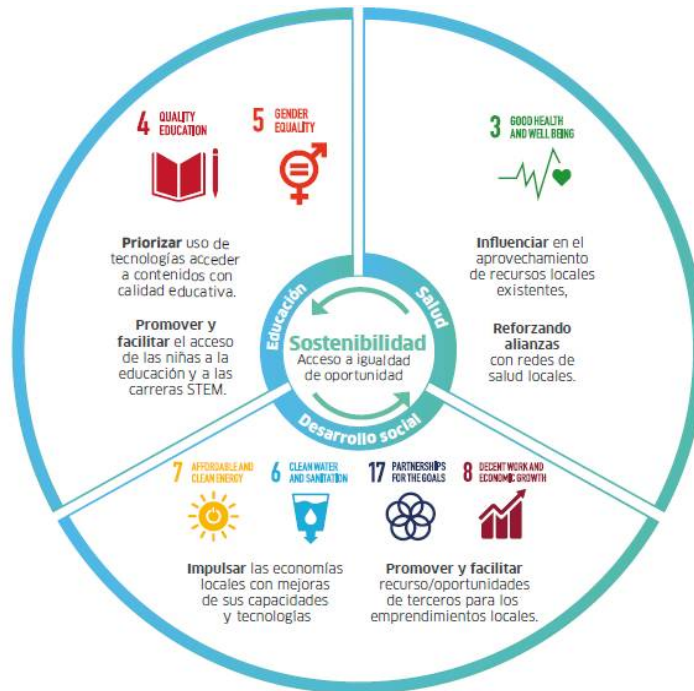 4 QUALITY
EDUCATION
5 GENDER
EQUALITY
Priorizar uso de
tecnologías acceder
a contenidos con
calidad educativa.
Promover y
facilitar el acceso
de las niñas a la
educación y a las
carreras STEM.
3 GOOD HEALTH
AND WELL BEING
Influenciar en el
aprovechamiento
de recursos locales
existentes,
Reforzando
alianzas
con redes de
salud locales.
Educación
Salud
Sostenibilidad
Acceso a igualdad
de oportunidad
Desarrollo social
7 AFFORDABLE AND
CLEAN ENERGY
6 CLEAN WATER
AND SANITATION
17 PARTNERSHIPS
FOR THE GOALS
8 DECENT WORK AND
ECONOMIC GROWTH
Impulsar las economías
locales con mejoras
de sus capacidades
y tecnologías
Promover y facilitar
recurso/oportunidades
de terceros para los
emprendimientos locales.